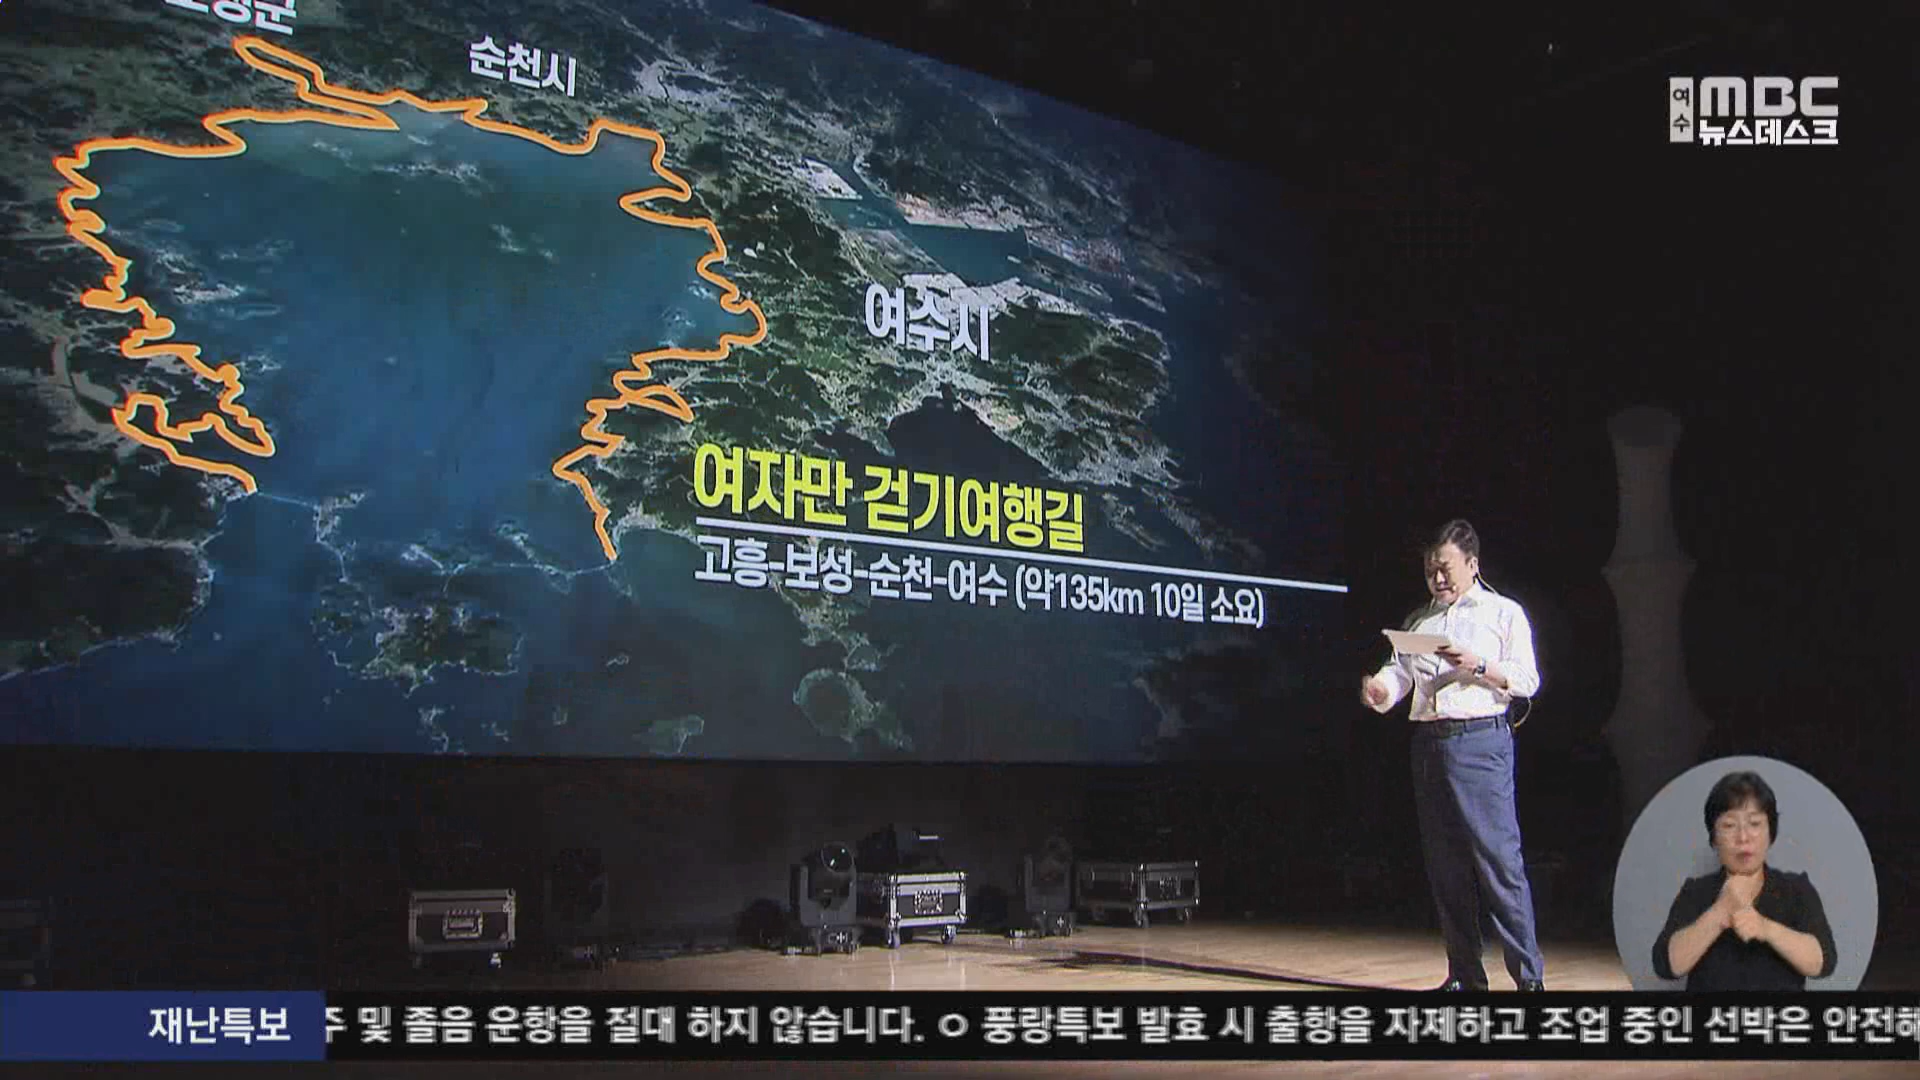 순천시
여수
MBC
뉴스데스크
여수시
여자만 걷기여행길
고흥-보성-순천-여수 (약135km 10일 소요)
재난특보
주 및 졸음 운항을 절대 하지 않습니다. ㅇ 풍랑특보 발효 시 출항을 자제하고 조업 중인 선박은 안전해